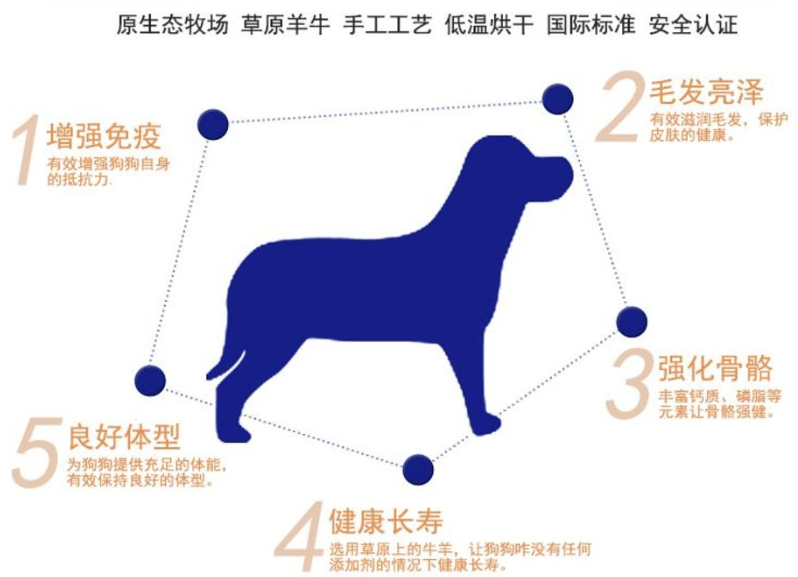 原生态牧场 草原羊牛 手工工艺 低温烘干 国际标准 安全认证
1 增强免疫
有效增强狗狗自身
的抵抗力.
2 毛发亮泽
有效滋润毛发，保护
皮肤的健康。
3 强化骨骼
丰富钙质、磷脂等
元素让骨骼强健。
4 健康长寿
选用草原上的牛羊，让狗狗咋没有任何
添加剂的情况下健康长寿。
5 良好体型
为狗狗提供充足的体能，
有效保持良好的体型。